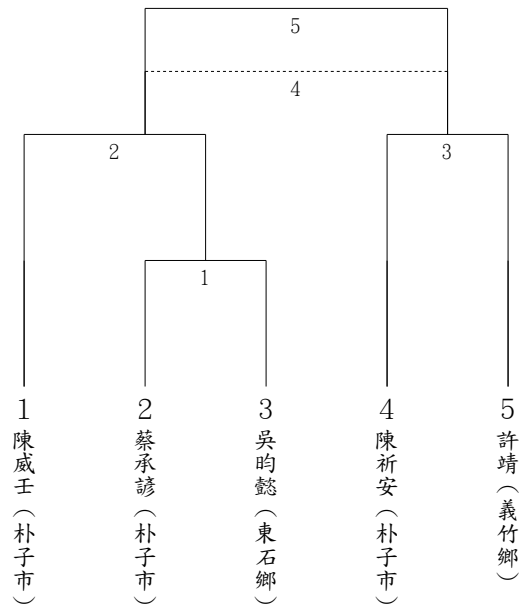 5
4
2
3
1
1 陳威壬（朴子市）
2 蔡承諺（朴子市）
3 吳昀懿（東石鄉）
4 陳祈安（朴子市）
5 許靖（義竹鄉）